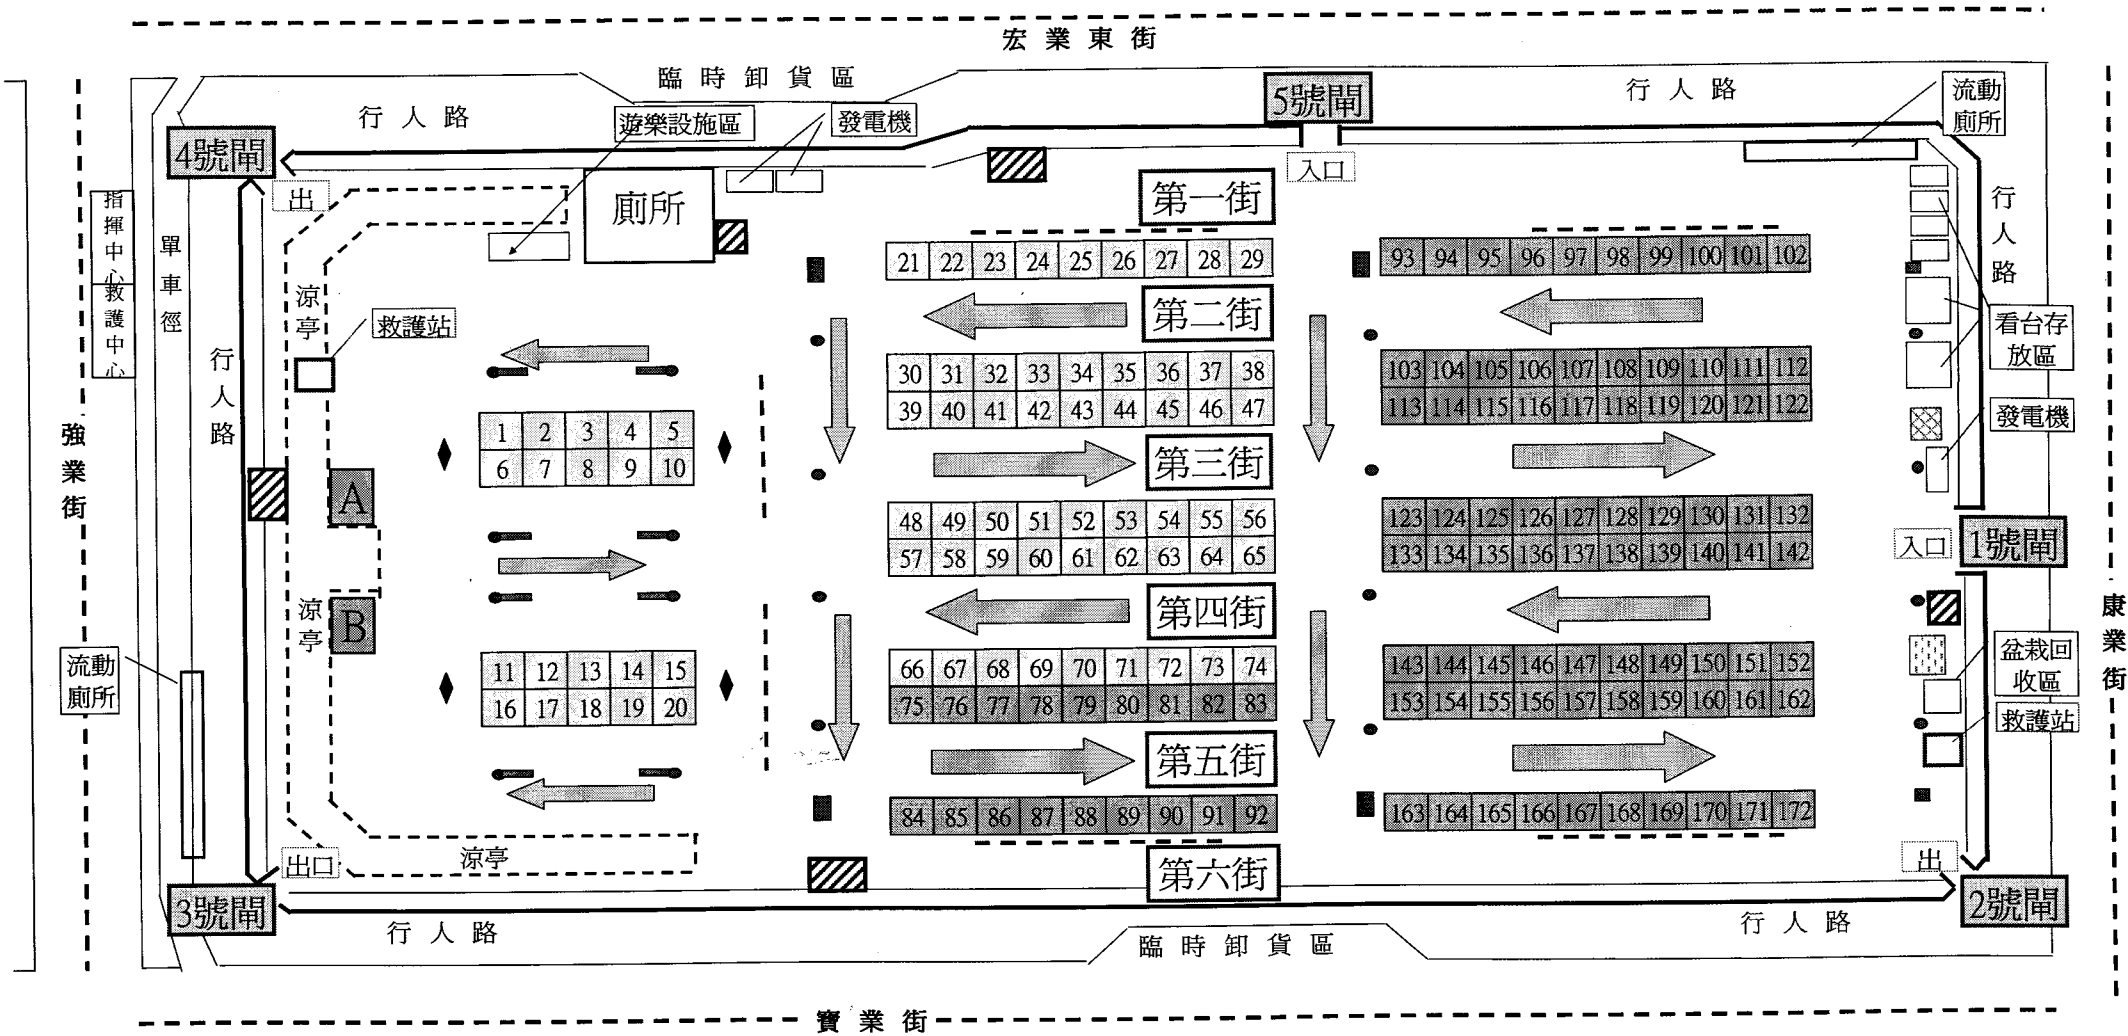 宏業東街
臨時卸貨區
行人路
遊樂設施區
發電機
5號閘
行人路
流動
廁所
4號閘
出
廁所
入口
第一街
指揮中心
救護中心
單車徑
行人路
涼亭
救護站
21 22 23 24 25 26 27 28 29
93 94 95 96 97 98 99 100 101 102
行人路
第二街
看台存
放區
30 31 32 33 34 35 36 37 38
39 40 41 42 43 44 45 46 47
103 104 105 106 107 108 109 110 111 112
113 114 115 116 117 118 119 120 121 122
發電機
強業街
1 2 3 4 5
6 7 8 9 10
第三街
A
48 49 50 51 52 53 54 55 56
57 58 59 60 61 62 63 64 65
123 124 125 126 127 128 129 130 131 132
133 134 135 136 137 138 139 140 141 142
入口
1號閘
涼亭
B
第四街
康業街
流動
廁所
11 12 13 14 15
16 17 18 19 20
66 67 68 69 70 71 72 73 74
75 76 77 78 79 80 81 82 83
143 144 145 146 147 148 149 150 151 152
153 154 155 156 157 158 159 160 161 162
盆栽回
收區
救護站
第五街
84 85 86 87 88 89 90 91 92
163 164 165 166 167 168 169 170 171 172
出口
涼亭
第六街
出
3號閘
2號閘
行人路
臨時卸貨區
行人路
寶業街